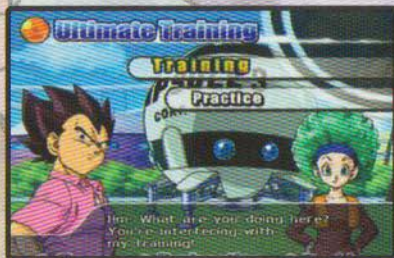 Ultimate Training
Training
Practice
Hm. What are you doing here?
You're interfering with
my training!